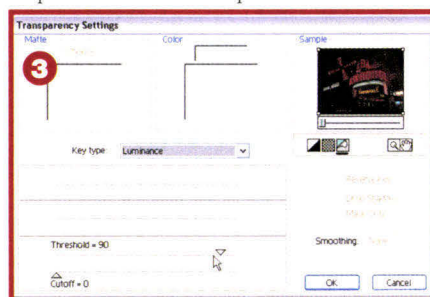 Transparency Settings
Matte
Color
Sample
3
Key type: Luminance
Threshold = 90
Smoothing:
Cutoff = 0
OK
Cancel